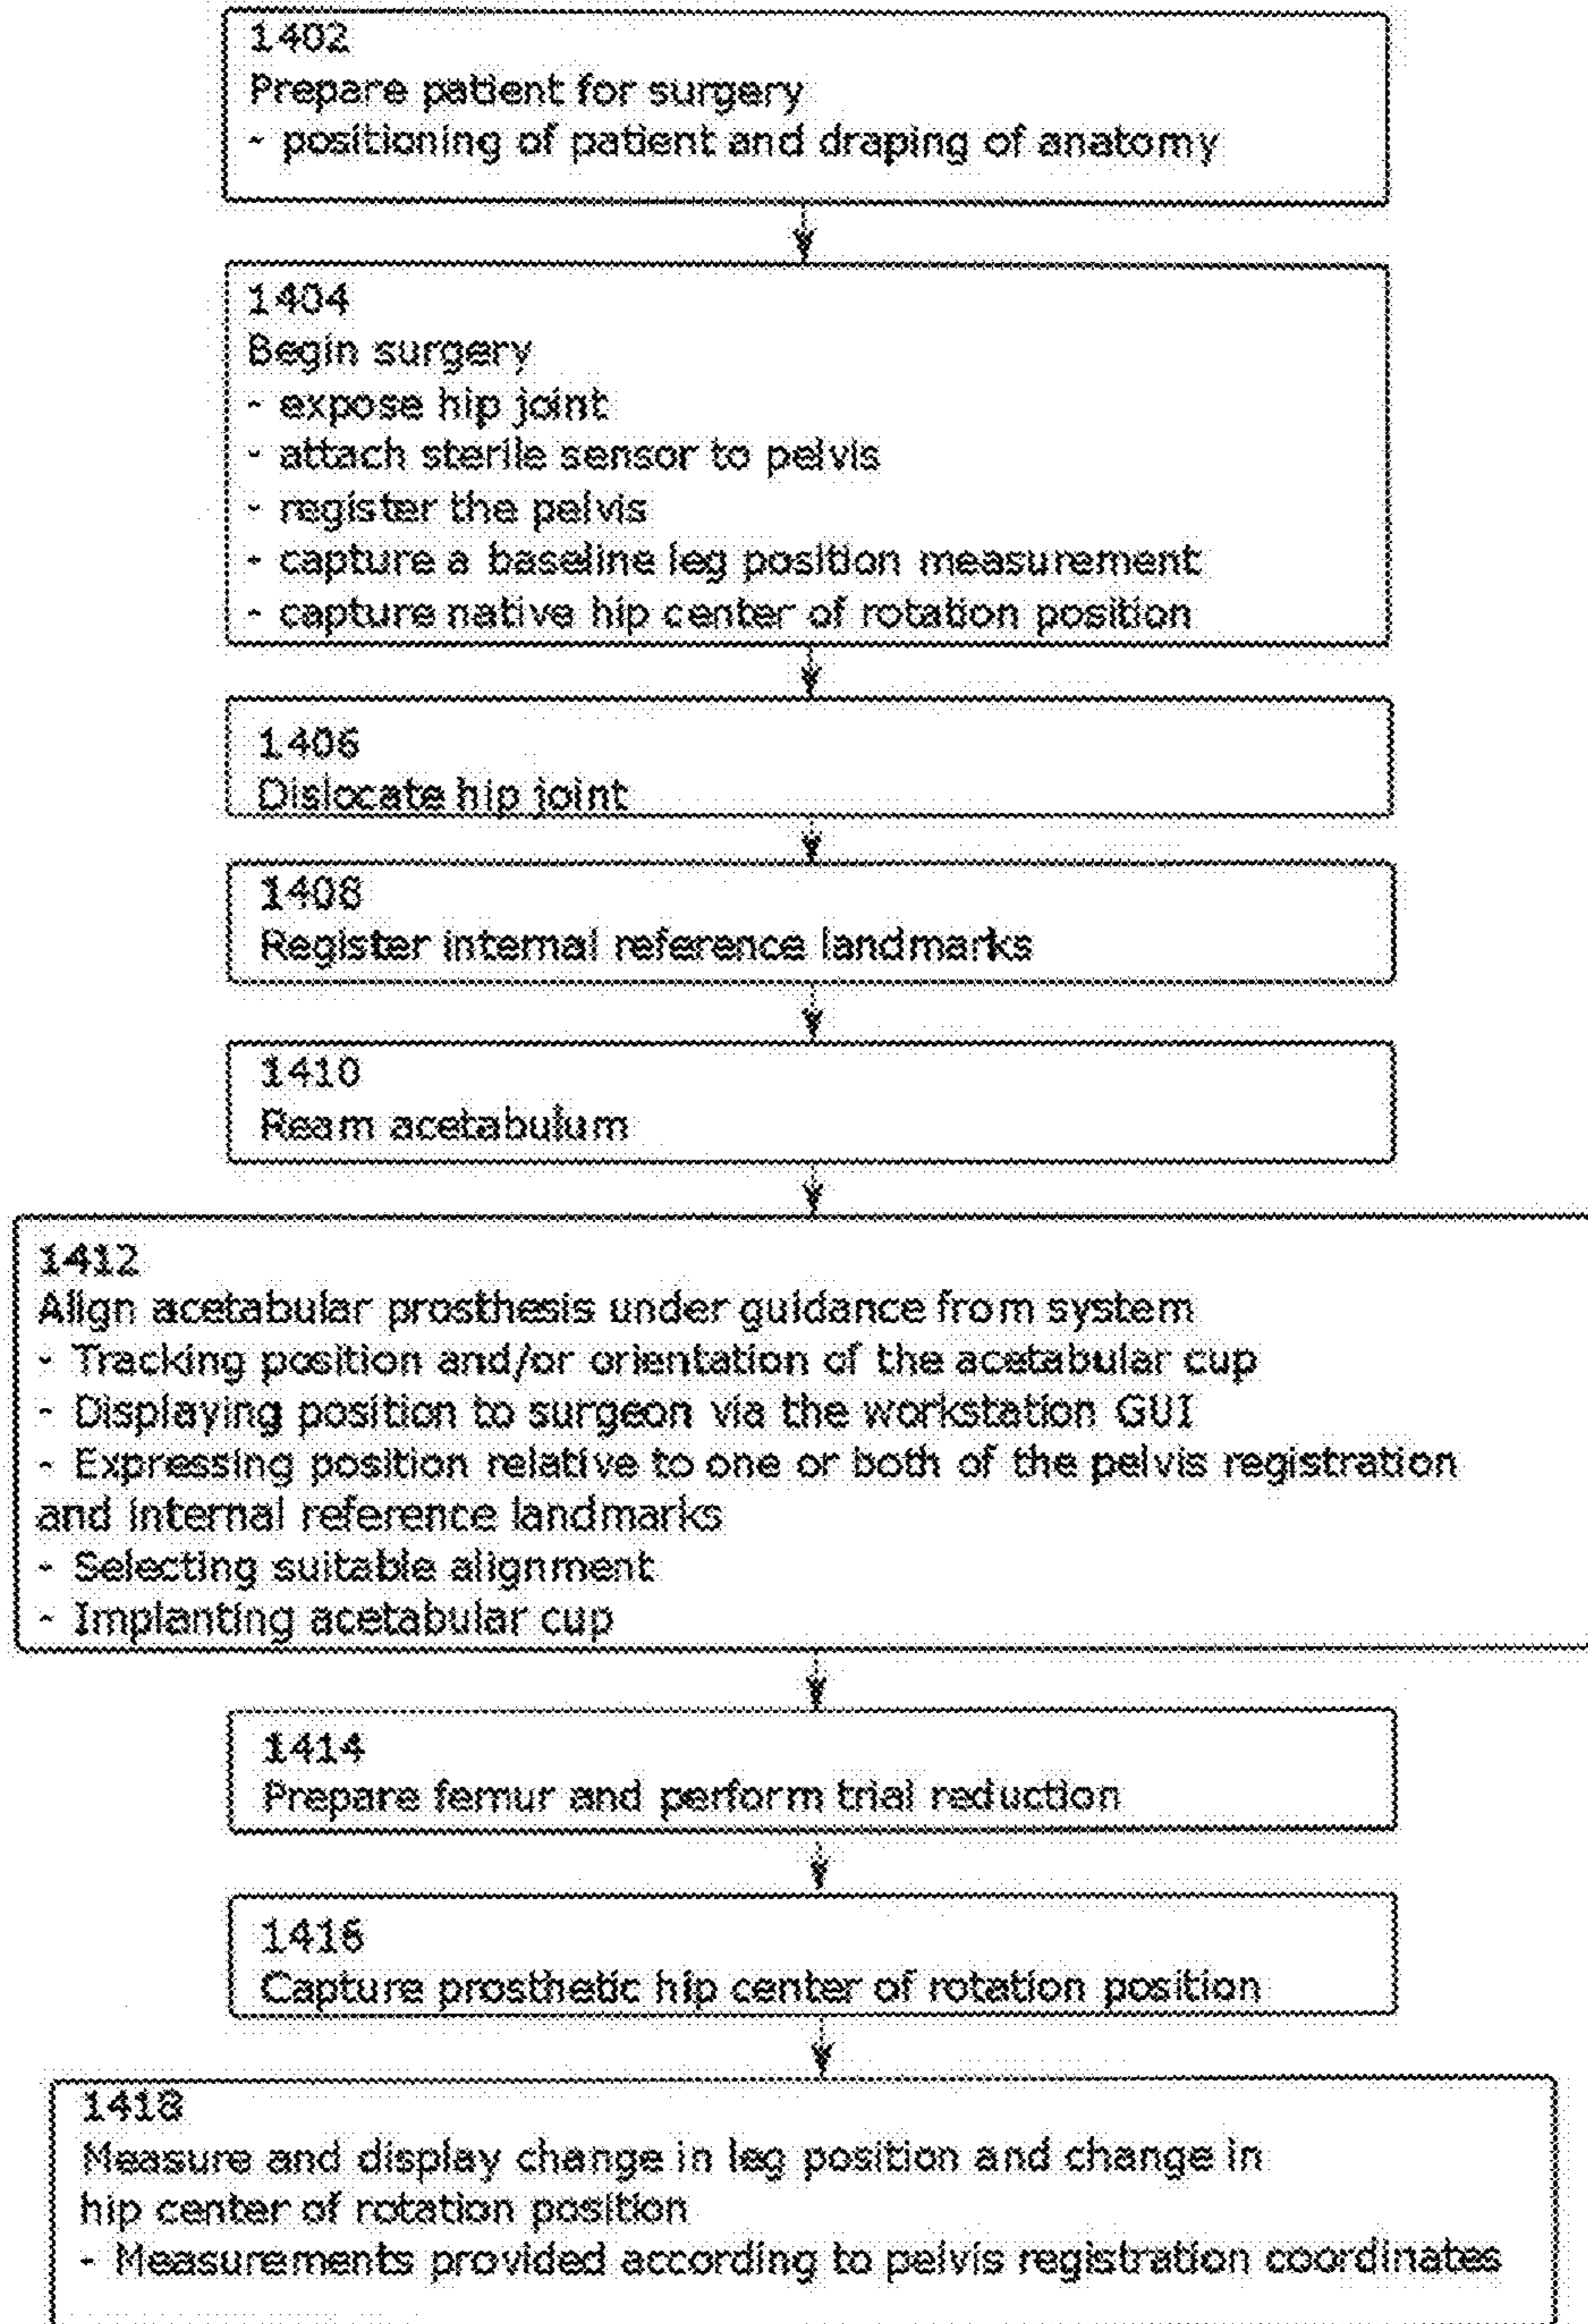 1402
Prepare patient for surgery
- positioning of patient and draping of anatomy
1404
Begin surgery
- expose hip joint
- attach sterile sensor to pelvis
- register the pelvis
- capture a baseline leg position measurement
- capture native hip center of rotation position
1406
Dislocate hip joint
1408
Register internal reference landmarks
1410
Ream acetabulum
1412
Align acetabular prosthesis under guidance from system
- Tracking position and/or orientation of the acetabular cup
- Displaying position to surgeon via the workstation GUI
- Expressing position relative to one or both of the pelvis registration
and internal reference landmarks
- Selecting suitable alignment
- Implanting acetabular cup
1414
Prepare femur and perform trial reduction
1416
Capture prosthetic hip center of rotation position
1418
Measure and display change in leg position and change in
hip center of rotation position
- Measurements provided according to pelvis registration coordinates